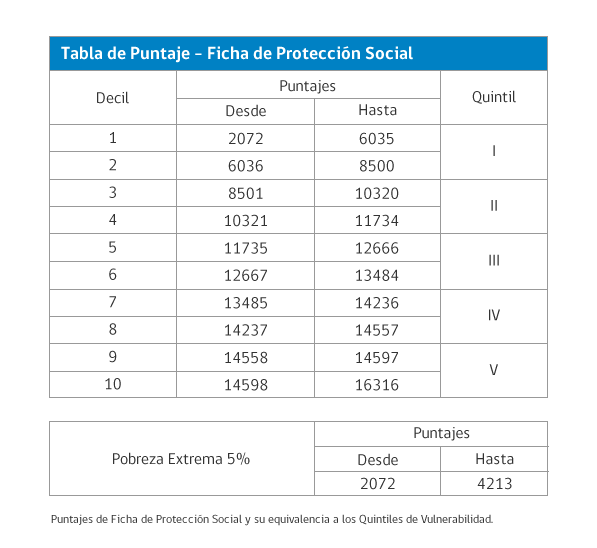 Tabla de Puntaje – Ficha de Protección Social
Decil Puntajes Quintil
Desde Hasta
1 2072 6035 I
2 6036 8500
3 8501 10320 II
4 10321 11734
5 11735 12666 III
6 12667 13484
7 13485 14236 IV
8 14237 14557
9 14558 14597 V
10 14598 16316
Pobreza Extrema 5% Puntajes
Desde Hasta
2072 4213
Puntajes de Ficha de Protección Social y su equivalencia a los Quintiles de Vulnerabilidad.